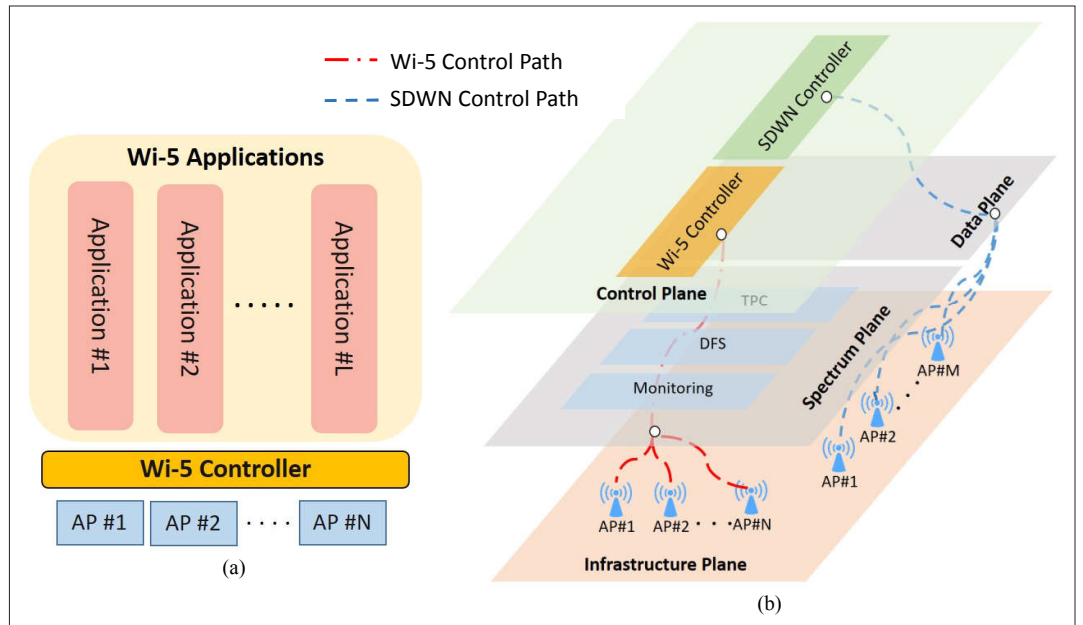 Wi-5 Control Path
SDWN Control Path
Wi-5 Applications
Application #1
Application #2
. . . . .
Application #L
Wi-5 Controller
AP #1
AP #2
. . . .
AP #N
(a)
SDWN Controller
Wi-5 Controller
Control Plane
Data Plane
TPC
DFS
Monitoring
Spectrum Plane
AP#M
AP#2
. . .
AP#1
AP#1
AP#2
. . .
AP#N
Infrastructure Plane
(b)